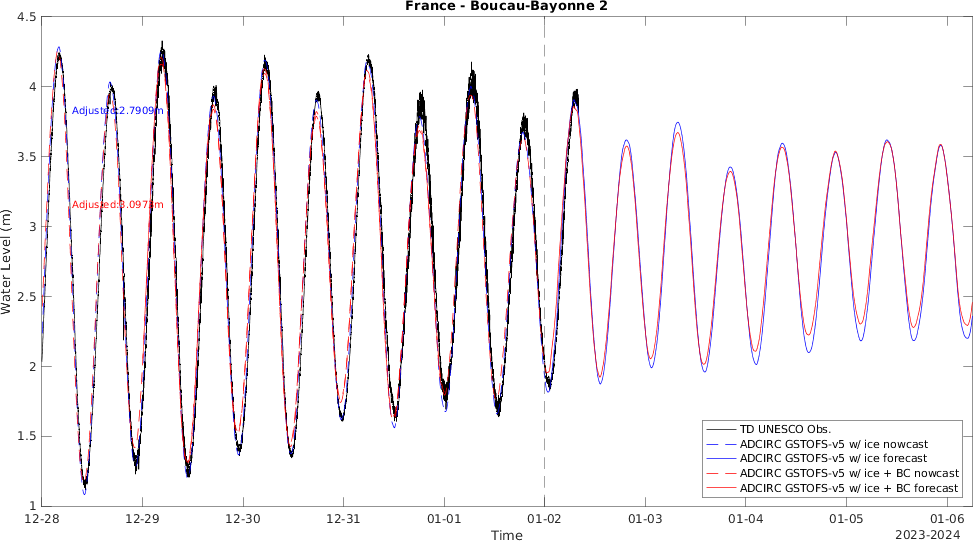 France - Boucau-Bayonne 2
4.5
4
3.5
3
2.5
2
1.5
1
Water Level (m)
Adjusted:2.7909m
Adjusted:3.0975m
TD UNESCO Obs.
ADCIRC GSTOFS-v5 w/ ice nowcast
ADCIRC GSTOFS-v5 w/ ice forecast
ADCIRC GSTOFS-v5 w/ ice + BC nowcast
ADCIRC GSTOFS-v5 w/ ice + BC forecast
12-28 12-29 12-30 12-31 01-01 01-02 01-03 01-04 01-05 01-06
Time
2023-2024